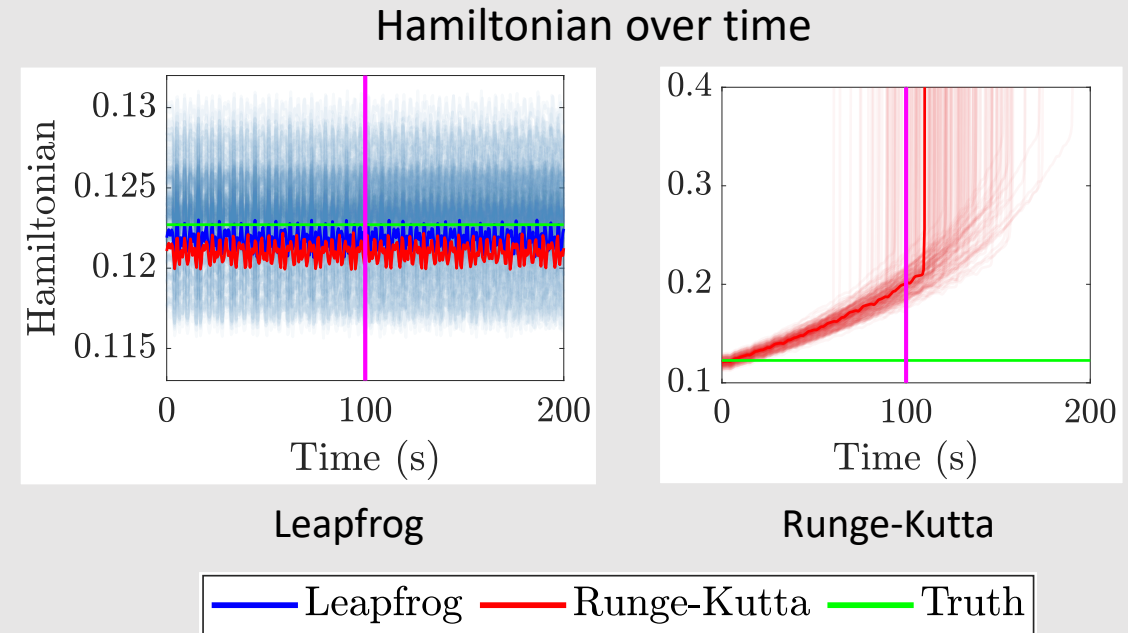 Hamiltonian over time
Hamiltonian
0.13
0.125
0.12
0.115
0
100
200
Time (s)
Leapfrog
0.4
0.3
0.2
0.1
0
100
200
Time (s)
Runge-Kutta
Leapfrog Runge-Kutta Truth